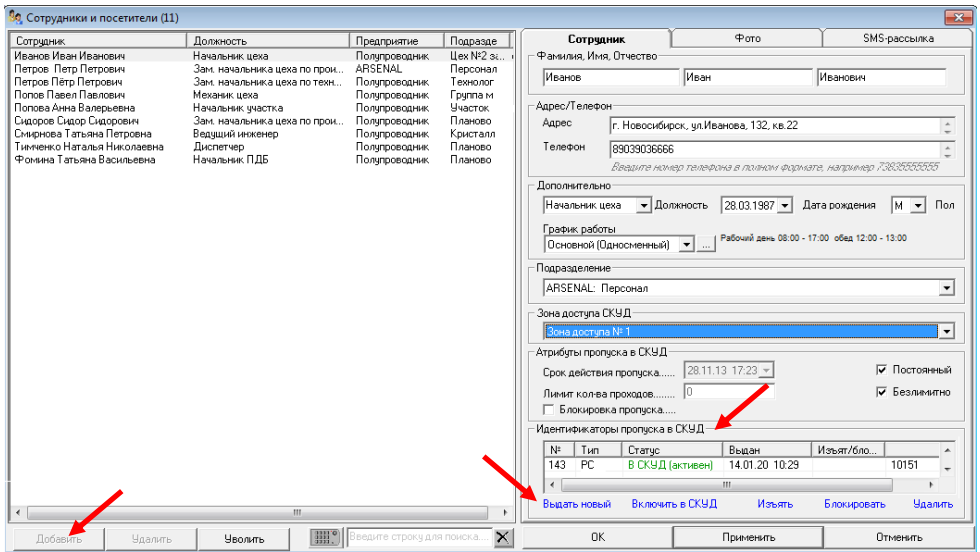 Сотрудники и посетители (11)
Сотрудник Должность Предприятие Подразде
Иванов Иван Иванович Начальник цеха Полупроводник Цех №2 за...
Петров Петр Петрович Зам. начальника цеха по прои... ARSENAL Персонал
Петров Пётр Петрович Зам. начальника цеха по техн... Полупроводник Технолог
Попов Павел Павлович Механик цеха Полупроводник Группа м
Попова Анна Валерьевна Начальник участка Полупроводник Участок
Сидоров Сидор Сидорович Зам. начальника цеха по прои... Полупроводник Планово
Смирнова Татьяна Петровна Ведущий инженер Полупроводник Кристалл
Тимченко Наталья Николаевна Диспетчер Полупроводник Планово
Фомина Татьяна Васильевна Начальник ПДБ Полупроводник Планово
Добавить Удалить Уволить Введите строку для поиска....
Сотрудник Фото SMS-рассылка
Фамилия, Имя, Отчество
Иванов Иван Иванович
Адрес/Телефон
Адрес г. Новосибирск, ул.Иванова, 132, кв.22
Телефон 89039036666
Введите номер телефона в полном формате, например 73835555555
Дополнительно
Начальник цеха Должность 28.03.1987 Дата рождения М Пол
График работы
Основной (Односменный) ... Рабочий день 08:00 - 17:00 обед 12:00 - 13:00
Подразделение
ARSENAL: Персонал
Зона доступа СКУД
Зона доступа № 1
Атрибуты пропуска в СКУД
Срок действия пропуска..... 28.11.13 17:23 Постоянный
Лимит кол-ва проходов........ 0 Безлимитно
Блокировка пропуска.....
Идентификаторы пропуска в СКУД
№ Тип Статус Выдан Изъят/бло...
143 PC В СКУД (активен) 14.01.20 10:29 10151
Выдать новый Включить в СКУД Изъять Блокировать Удалить
OK Применить Отменить